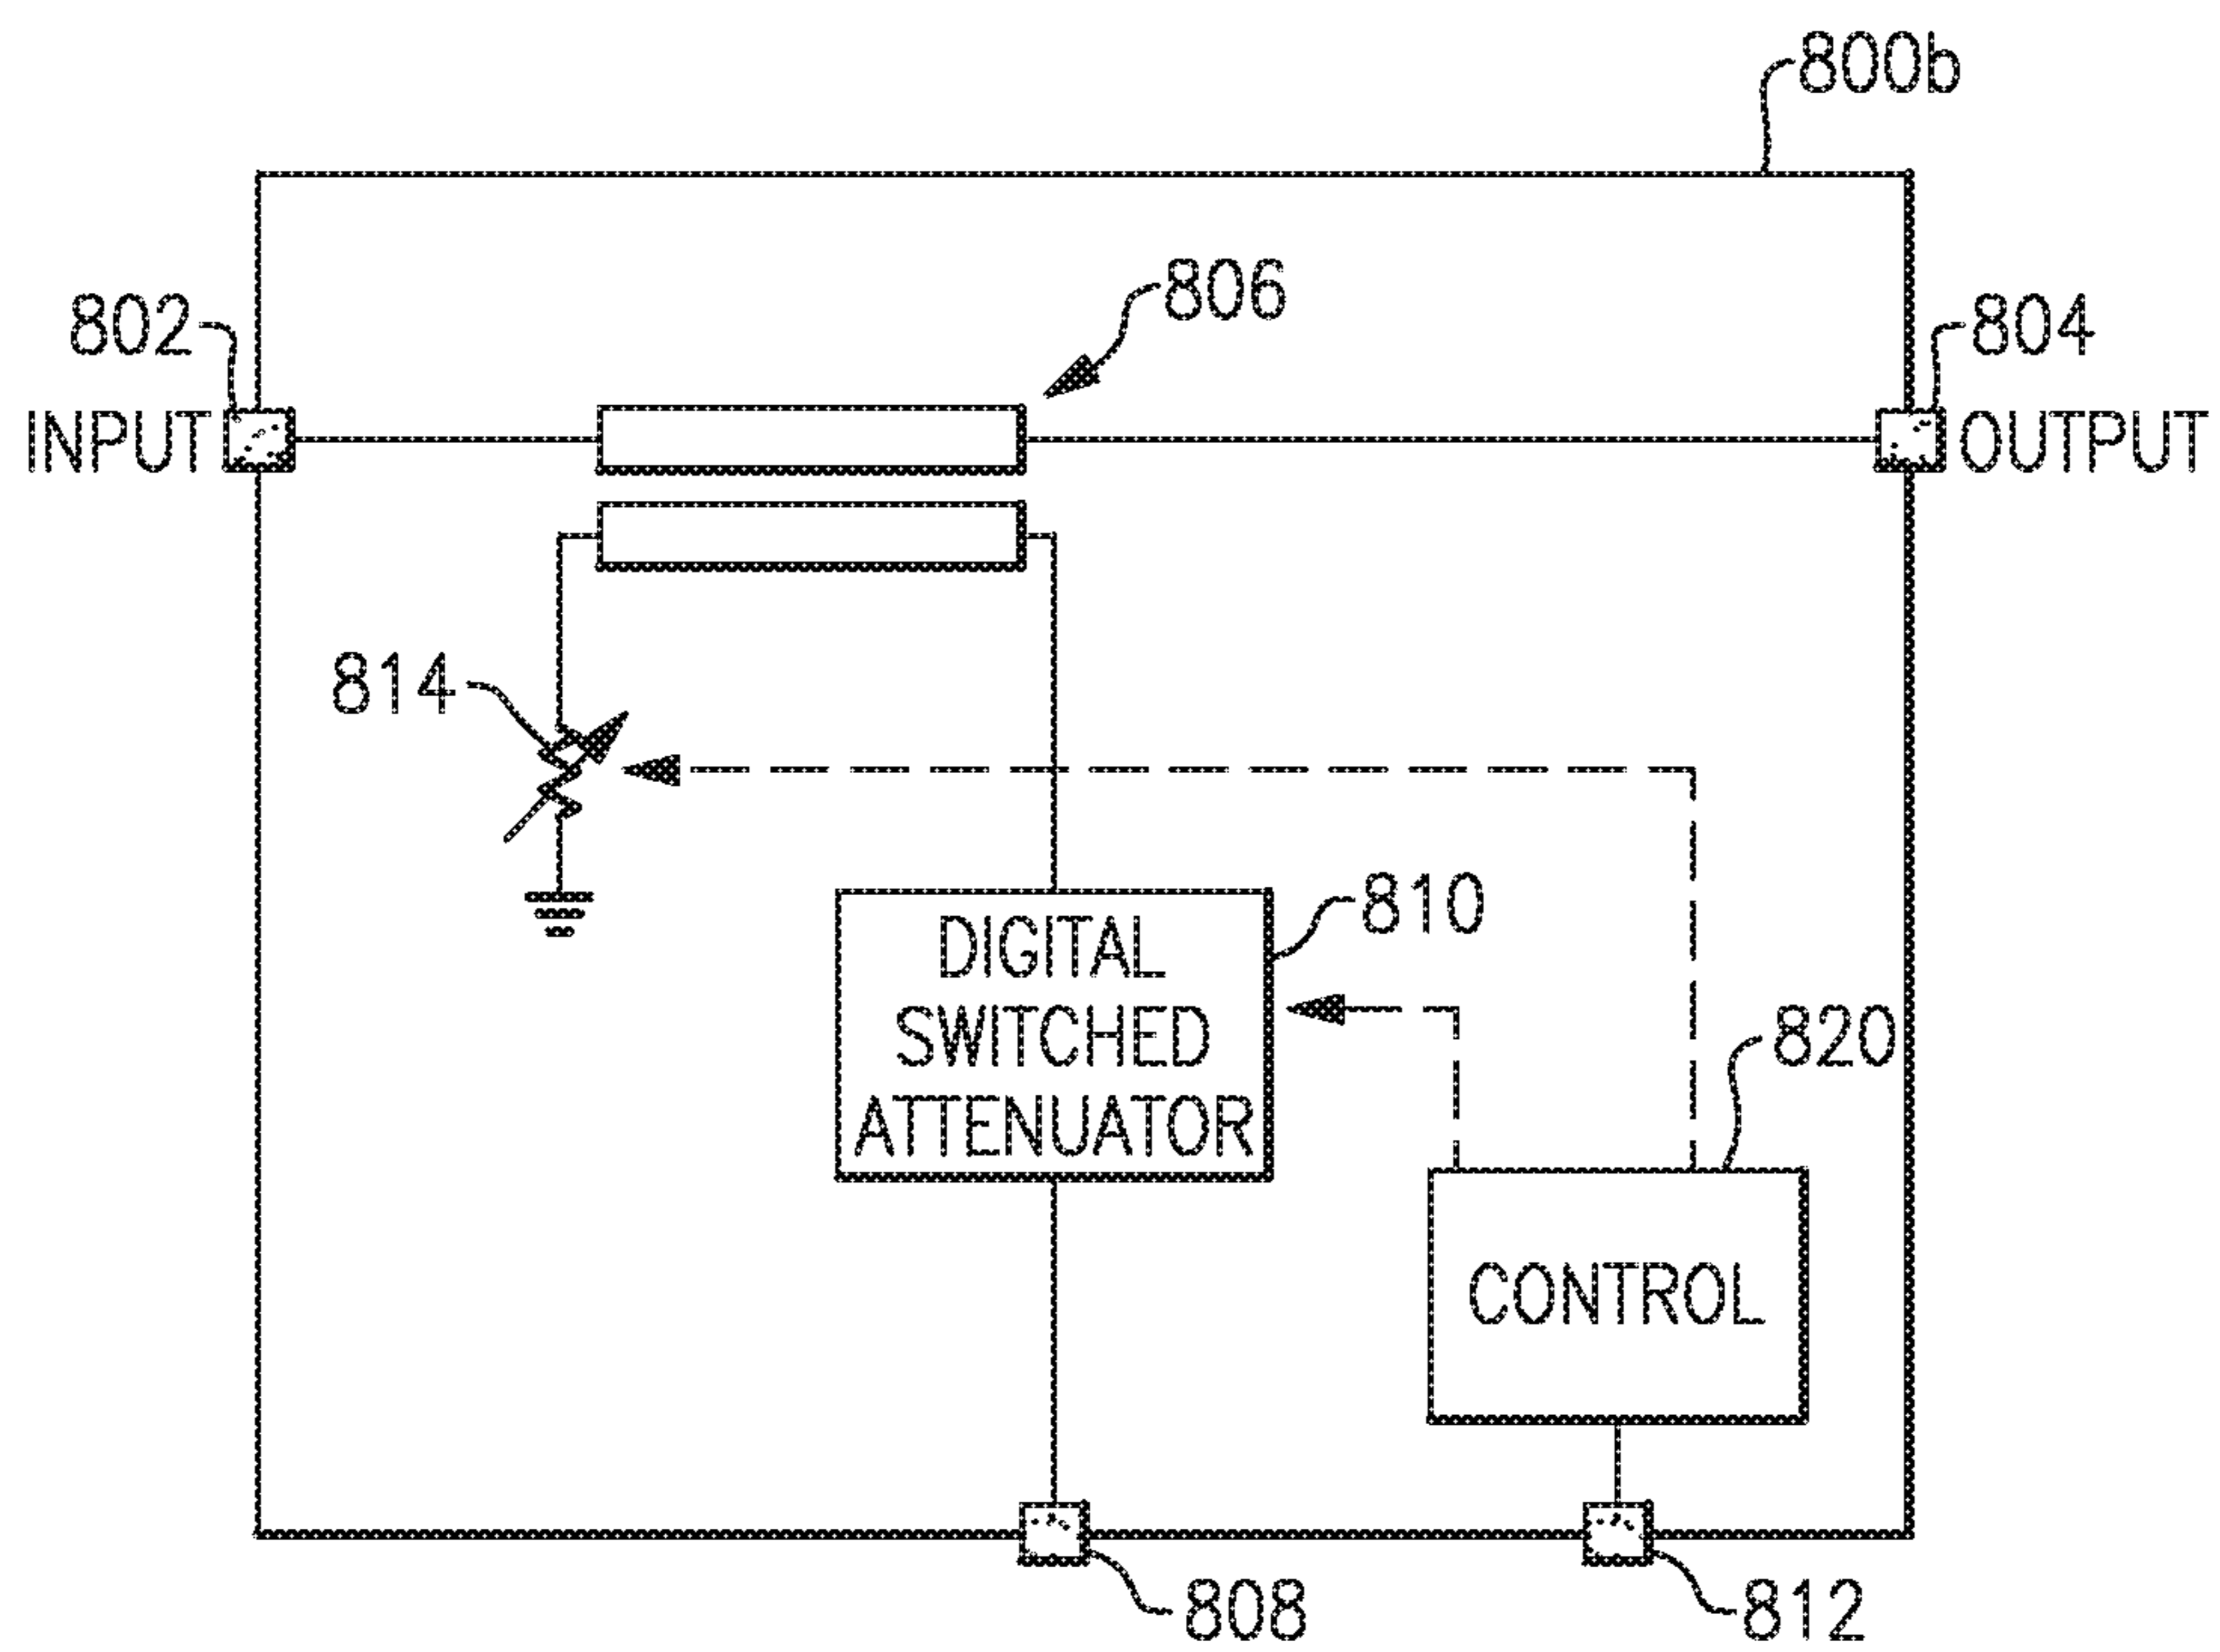 800b
806
802
804
INPUT
OUTPUT
814
810
DIGITAL
SWITCHED
ATTENUATOR
820
CONTROL
808
812